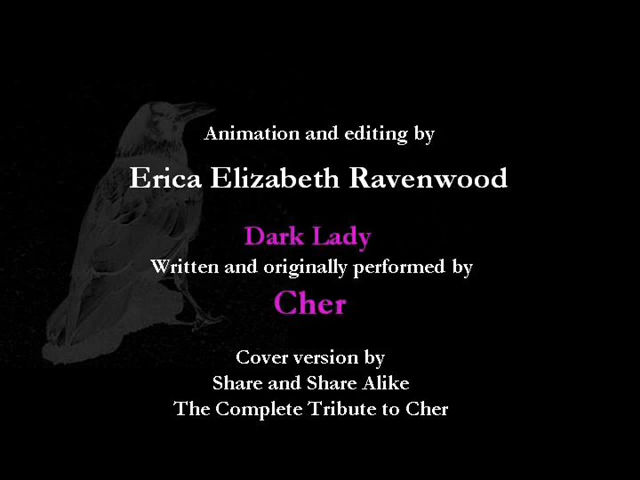 Animation and editing by
Erica Elizabeth Ravenwood
Dark Lady
Written and originally performed by
Cher
Cover version by
Share and Share Alike
The Complete Tribute to Cher